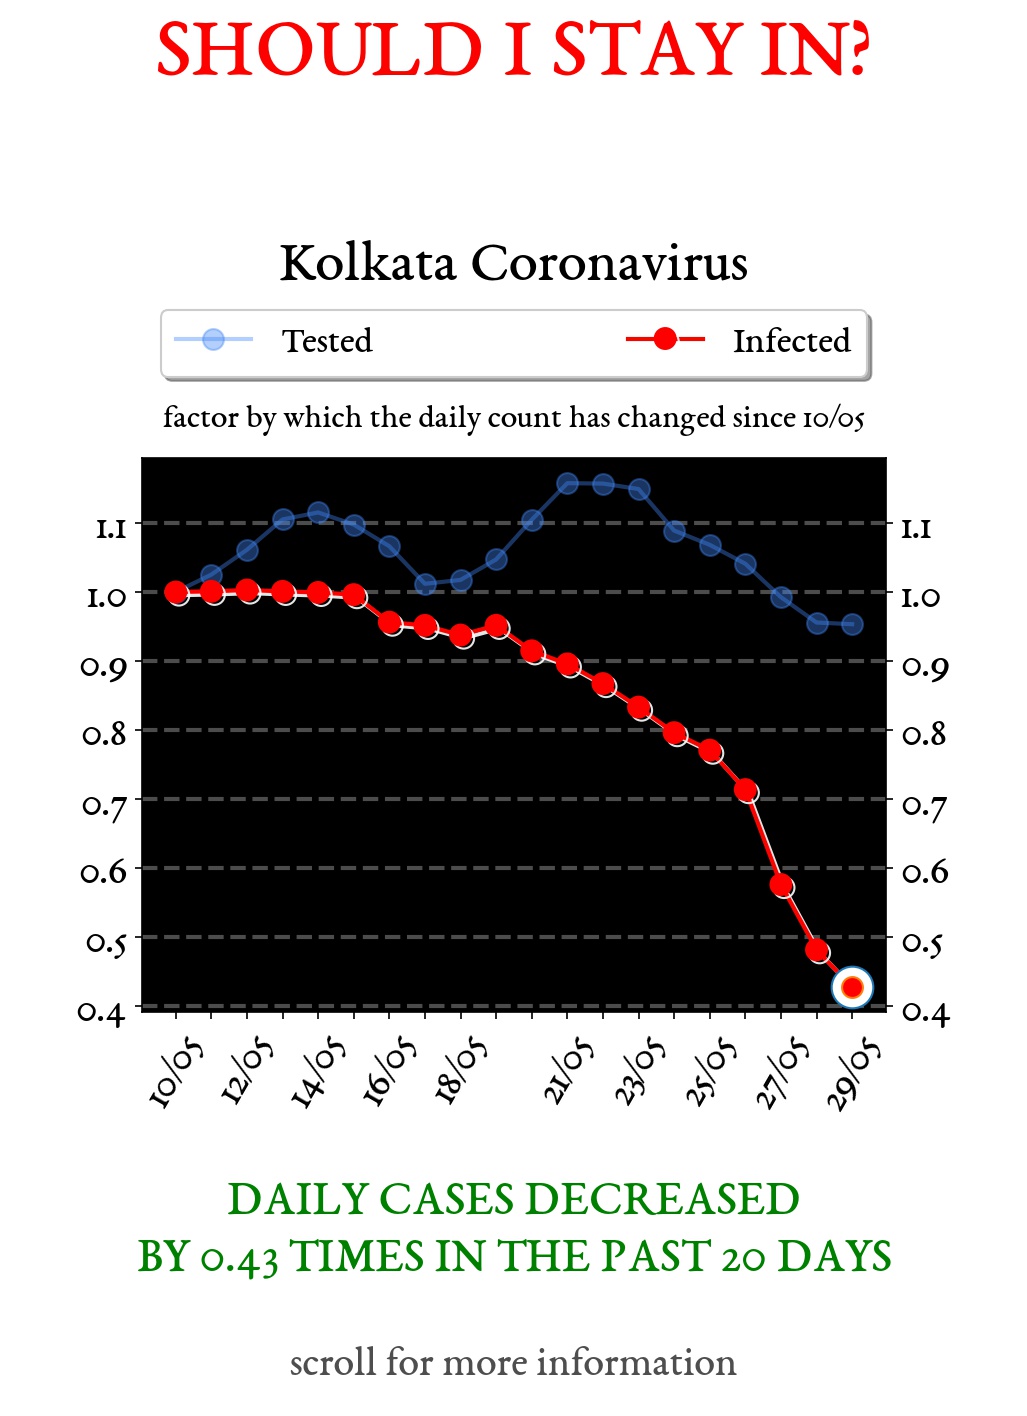 SHOULD I STAY IN?
Kolkata Coronavirus
Tested Infected
factor by which the daily count has changed since 10/05
1.1 1.1
1.0 1.0
0.9 0.9
0.8 0.8
0.7 0.7
0.6 0.6
0.5 0.5
0.4 0.4
10/05 12/05 14/05 16/05 18/05 21/05 23/05 25/05 27/05 29/05
DAILY CASES DECREASED
BY 0.43 TIMES IN THE PAST 20 DAYS
scroll for more information